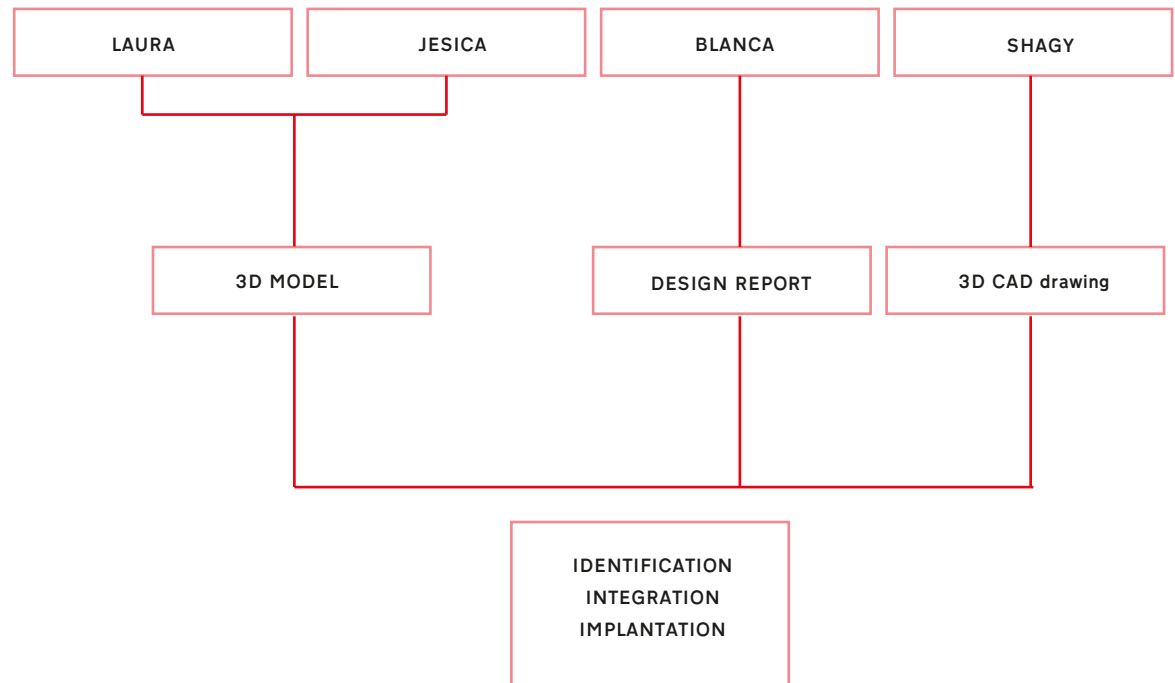 LAURA
JESICA
BLANCA
SHAGY
3D MODEL
DESIGN REPORT
3D CAD drawing
IDENTIFICATION
INTEGRATION
IMPLANTATION